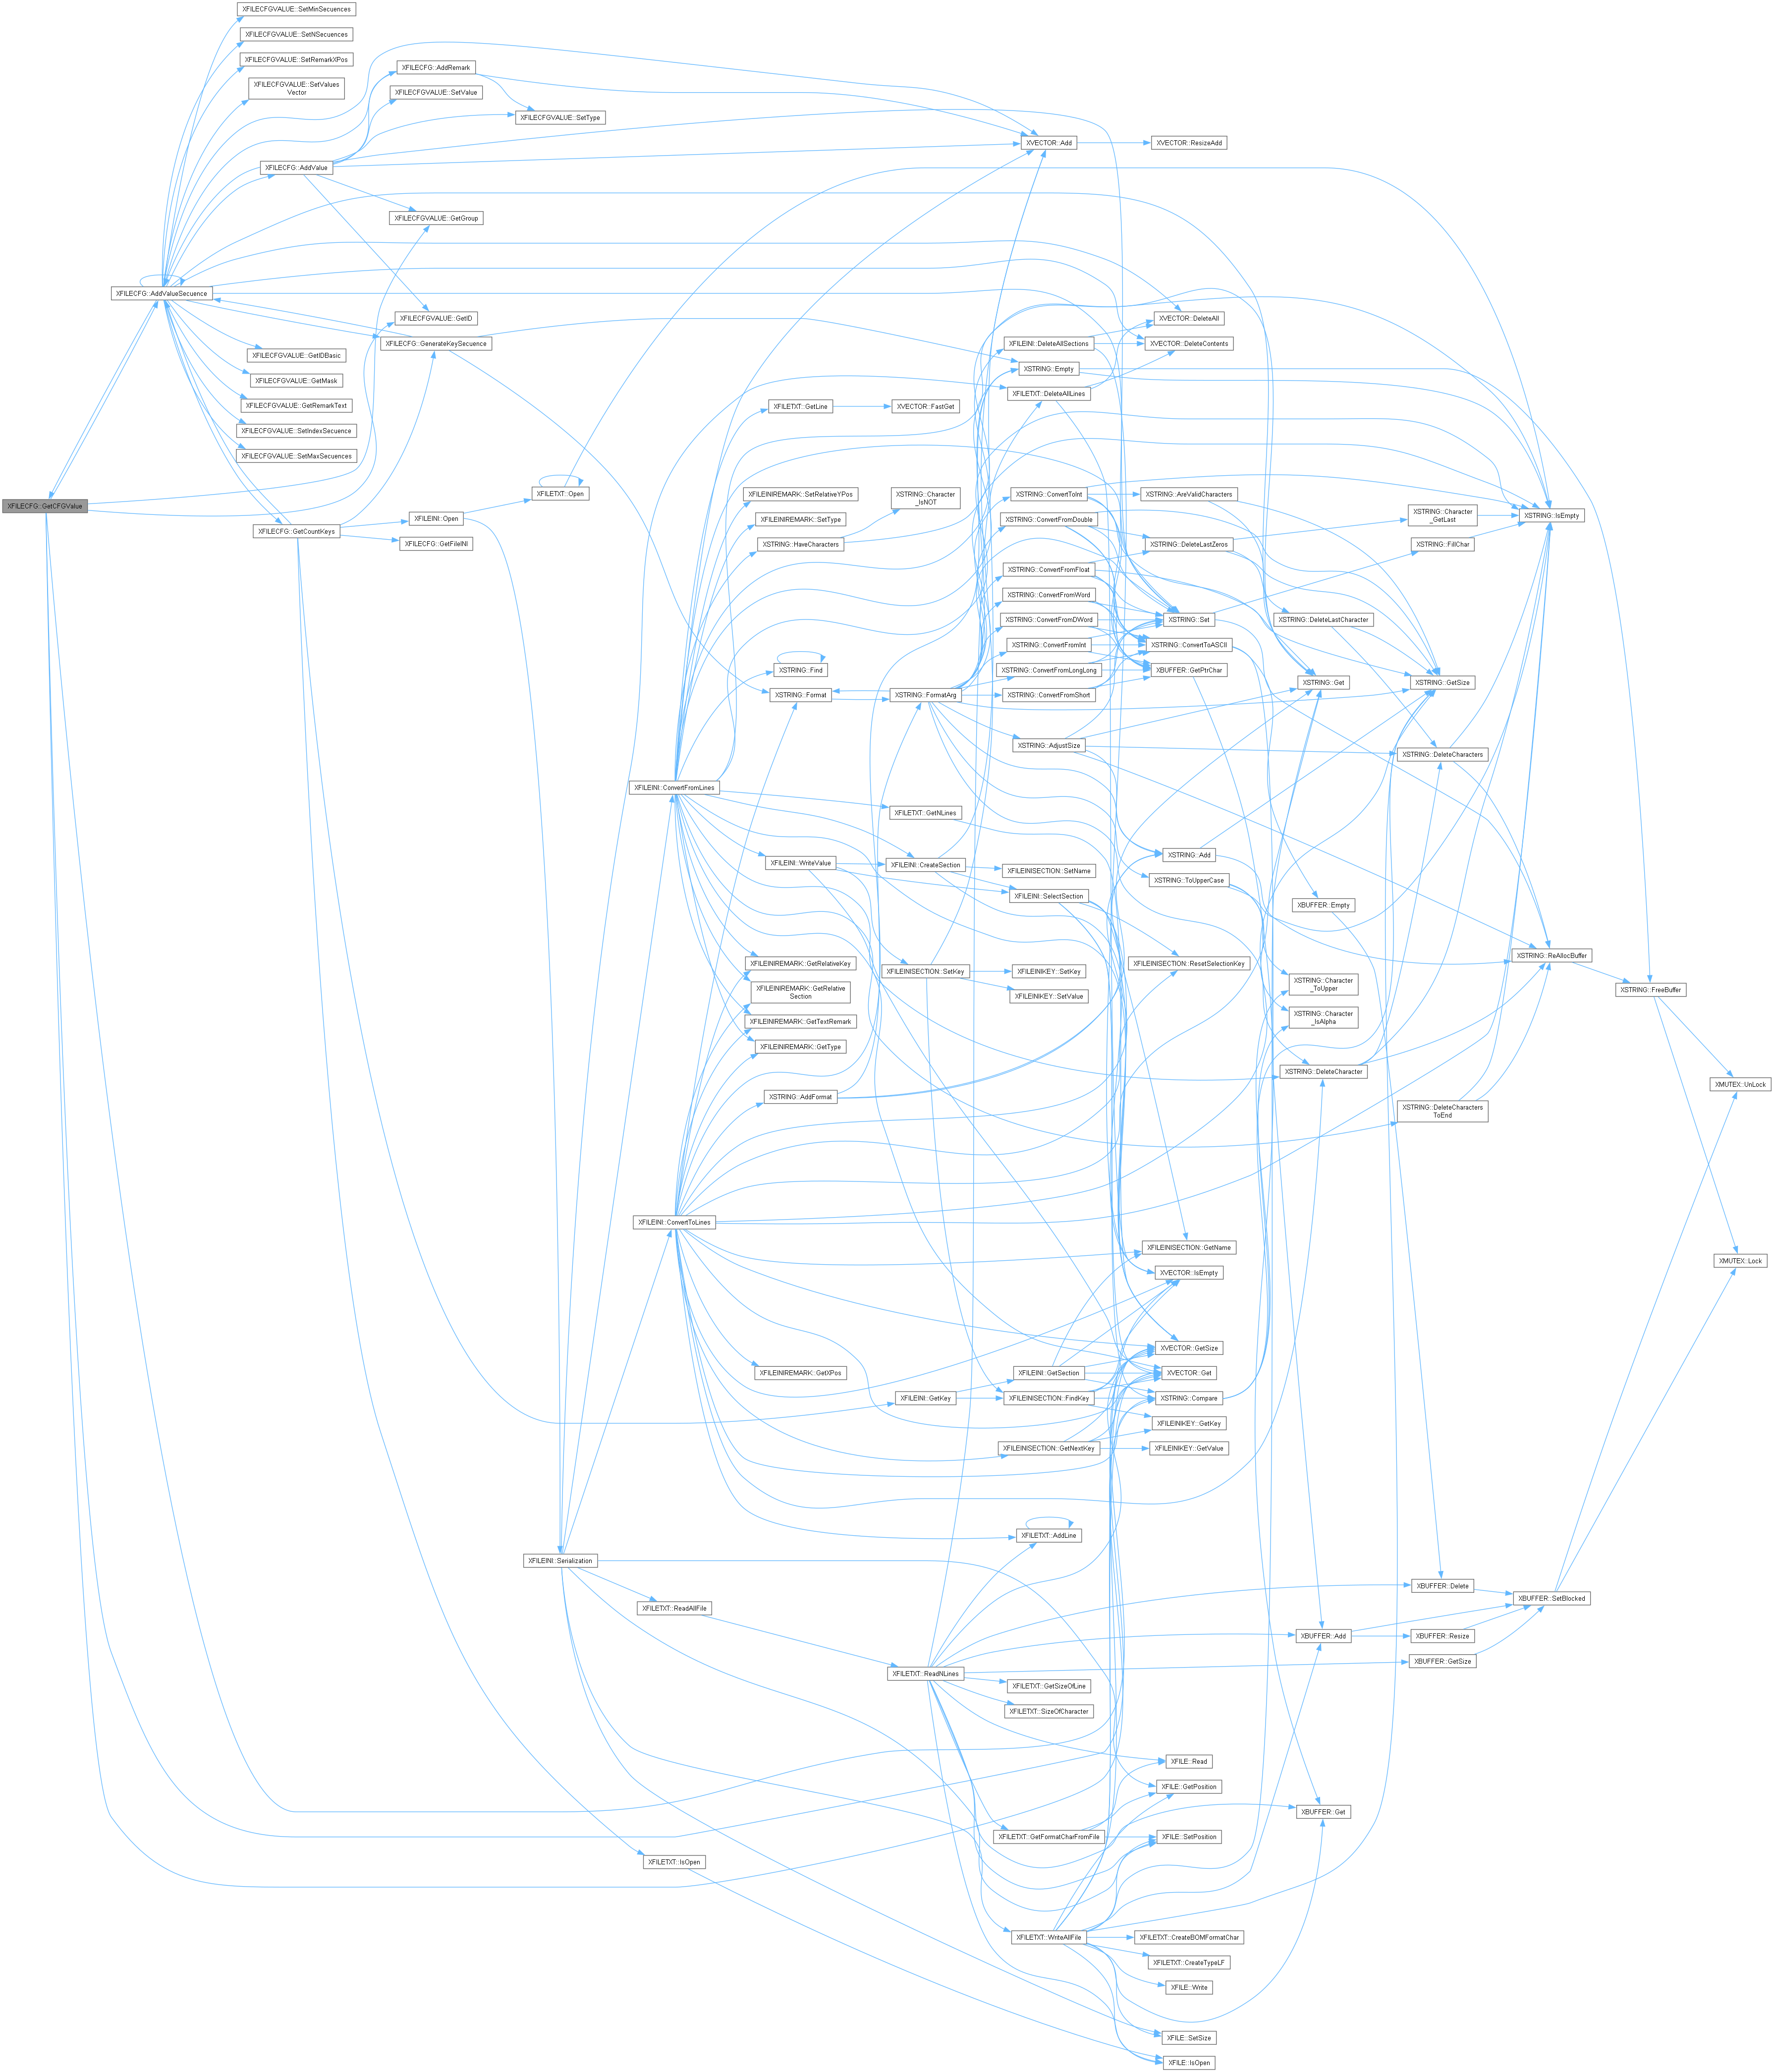 XFILECFGVALUE::SetMinSecuences
XFILECFGVALUE::SetNSecuences
XFILECFGVALUE::SetRemarkXPos
XFILECFGVALUE::SetValues
Vector
XFILECFG::AddRemark
XFILECFGVALUE::SetValue
XFILECFGVALUE::SetType
XVECTOR::Add
XVECTOR::ResizeAdd
XFILECFG::AddValue
XFILECFGVALUE::GetGroup
XFILECFG::AddValueSecuence
XFILECFGVALUE::GetID
XFILECFG::GenerateKeySecuence
XFILECFGVALUE::GetIDBasic
XFILECFGVALUE::GetMask
XFILECFGVALUE::GetRemarkText
XFILECFGVALUE::SetIndexSecuence
XFILECFGVALUE::SetMaxSecuences
XFILECFG::GetCFGValue
XFILECFG::GetCountKeys
XFILEINI::Open
XFILECFG::GetFileINI
XFILETXT::Open
XVECTOR::DeleteAll
XFILEINI::DeleteAllSections
XVECTOR::DeleteContents
XSTRING::Empty
XFILETXT::DeleteAllLines
XFILETXT::GetLine
XVECTOR::FastGet
XFILEINIREMARK::SetRelativeYPos
XFILEINIREMARK::SetType
XSTRING::HaveCharacters
XSTRING::Character
_IsNOT
XSTRING::ConvertToInt
XSTRING::AreValidCharacters
XSTRING::ConvertFromDouble
XSTRING::DeleteLastZeros
XSTRING::Character
_GetLast
XSTRING::IsEmpty
XSTRING::FillChar
XSTRING::ConvertFromFloat
XSTRING::ConvertFromWord
XSTRING::ConvertFromDWord
XSTRING::Set
XSTRING::DeleteLastCharacter
XSTRING::ConvertFromInt
XSTRING::ConvertToASCII
XSTRING::ConvertFromLongLong
XBUFFER::GetPtrChar
XSTRING::Find
XSTRING::Format
XSTRING::FormatArg
XSTRING::ConvertFromShort
XSTRING::Get
XSTRING::GetSize
XSTRING::AdjustSize
XSTRING::DeleteCharacters
XFILEINI::ConvertFromLines
XFILETXT::GetNLines
XFILEINI::WriteValue
XFILEINI::CreateSection
XFILEINISECTION::SetName
XFILEINI::SelectSection
XSTRING::Add
XSTRING::ToUpperCase
XBUFFER::Empty
XSTRING::ReAllocBuffer
XSTRING::FreeBuffer
XFILEINIREMARK::GetRelativeKey
XFILEINIREMARK::GetRelative
Section
XFILEINIREMARK::GetTextRemark
XFILEINIREMARK::GetType
XFILEINISECTION::SetKey
XFILEINIKEY::SetKey
XFILEINIKEY::SetValue
XFILEINISECTION::ResetSelectionKey
XSTRING::Character
_ToUpper
XSTRING::Character
_IsAlpha
XSTRING::DeleteCharacter
XSTRING::AddFormat
XSTRING::DeleteCharacters
ToEnd
XMUTEX::UnLock
XMUTEX::Lock
XFILEINI::ConvertToLines
XFILEINISECTION::GetName
XVECTOR::IsEmpty
XVECTOR::GetSize
XFILEINIREMARK::GetXPos
XFILEINI::GetSection
XVECTOR::Get
XFILEINI::GetKey
XFILEINISECTION::FindKey
XSTRING::Compare
XFILEINIKEY::GetKey
XFILEINISECTION::GetNextKey
XFILEINIKEY::GetValue
XFILETXT::AddLine
XFILEINI::Serialization
XFILETXT::ReadAllFile
XBUFFER::Delete
XBUFFER::SetBlocked
XBUFFER::Add
XBUFFER::Resize
XBUFFER::GetSize
XFILETXT::ReadNLines
XFILETXT::GetSizeOfLine
XFILETXT::SizeOfCharacter
XFILE::Read
XFILE::GetPosition
XBUFFER::Get
XFILETXT::GetFormatCharFromFile
XFILE::SetPosition
XFILETXT::IsOpen
XFILETXT::WriteAllFile
XFILETXT::CreateBOMFormatChar
XFILETXT::CreateTypeLF
XFILE::Write
XFILE::SetSize
XFILE::IsOpen